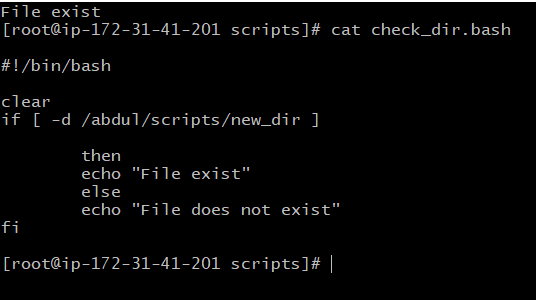 File exist
[root@ip-172-31-41-201 scripts]# cat check_dir.bash
#!/bin/bash
clear
if [ -d /abdul/scripts/new_dir ]
then
echo "File exist"
else
echo "File does not exist"
fi
[root@ip-172-31-41-201 scripts]#